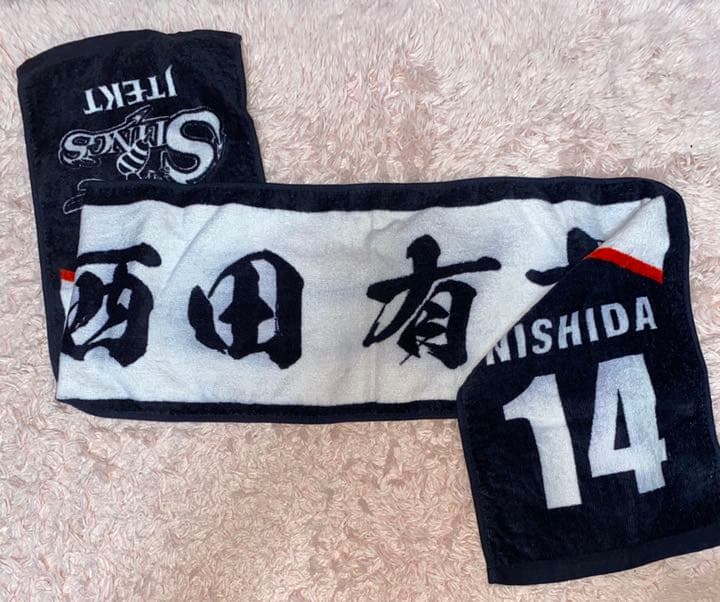 JTEKT
STINGS
西田有
NISHIDA
14